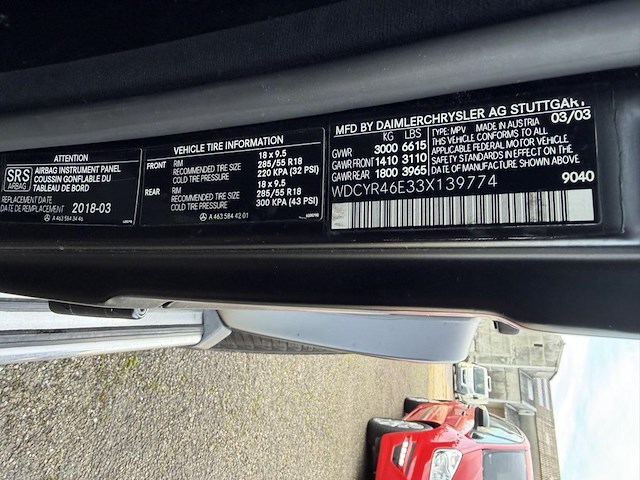 ATTENTION
SRS
AIRBAG
AIRBAG INSTRUMENT PANEL
COUSSIN GONFLABLE DU
TABLEAU DE BORD
REPLACEMENT DATE
DATE DE REMPLACEMENT 2018-03
A 463 584 34 46
VEHICLE TIRE INFORMATION
FRONT RIM 18 x 9.5
RECOMMENDED TIRE SIZE 285/55 R18
COLD TIRE PRESSURE 220 KPA (32 PSI)
REAR RIM 18 x 9.5
RECOMMENDED TIRE SIZE 285/55 R18
COLD TIRE PRESSURE 300 KPA (43 PSI)
A 463 584 42 01
MFD BY DAIMLERCHRYSLER AG STUTTGART
KG LBS
GVWR 3000 6615
GAWR FRONT 1410 3110
GAWR REAR 1800 3965
TYPE: MPV MADE IN AUSTRIA 03/03
THIS VEHICLE CONFORMS TO ALL
APPLICABLE FEDERAL MOTOR VEHICLE
SAFETY STANDARDS IN EFFECT ON THE
DATE OF MANUFACTURE SHOWN ABOVE.
WDCYR46E33X139774 9040